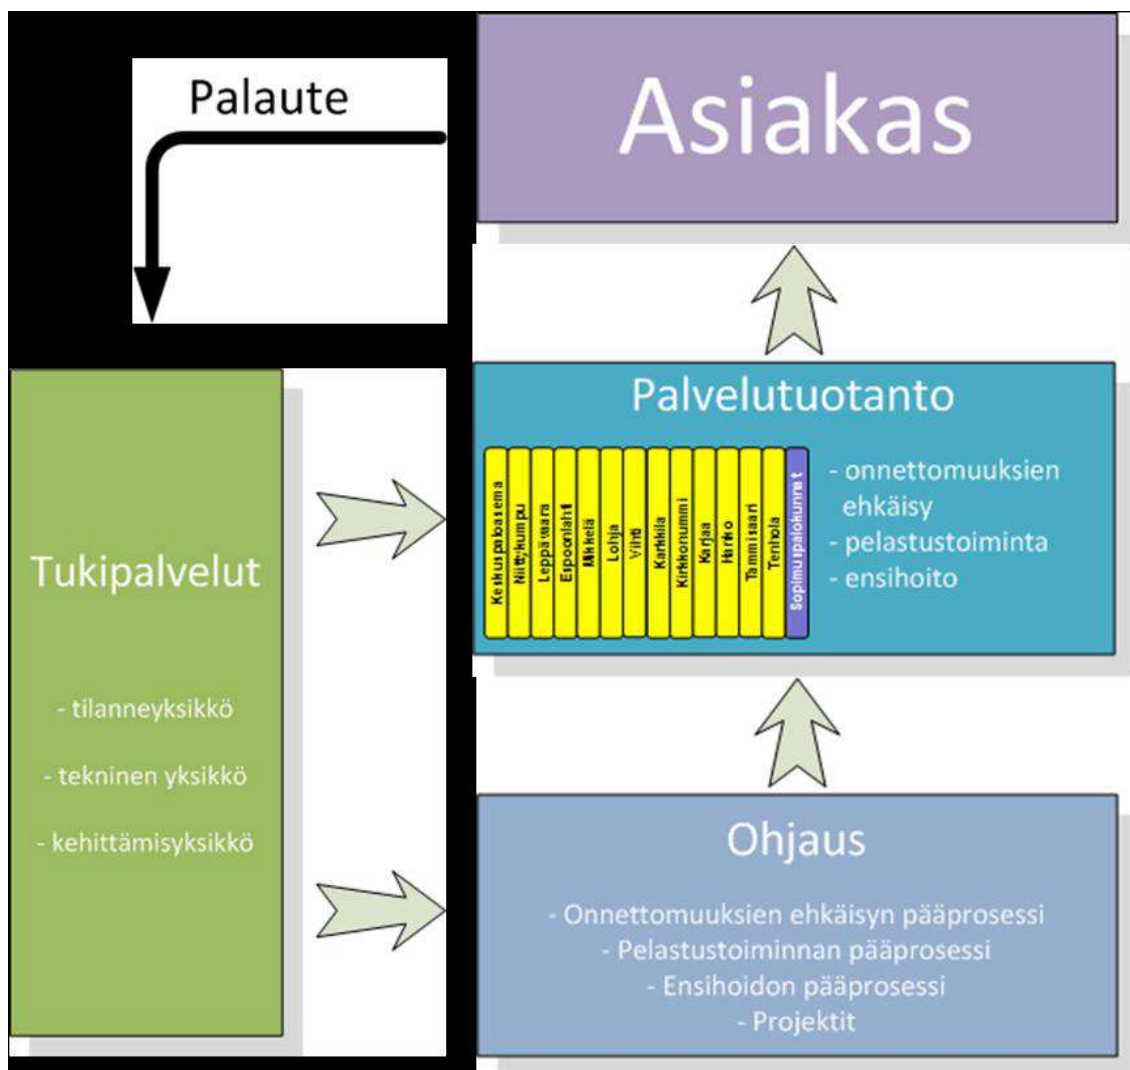 Palaute
Asiakas
Palvelutuotanto
Keskuspaloasema
Niittykumpu
Leppävaara
Espoonlahti
Mikkelä
Lohja
Vihti
Karkkila
Kirkkonummi
Karjaa
Hanko
Tammisaari
Tenhola
Sopimuspalokunnat
- onnettomuuksien
ehkäisy
- pelastustoiminta
- ensihoito
Tukipalvelut
- tilanneyksikkö
- tekninen yksikkö
- kehittämisyksikkö
Ohjaus
- Onnettomuuksien ehkäisyn pääprosessi
- Pelastustoiminnan pääprosessi
- Ensihoidon pääprosessi
- Projektit